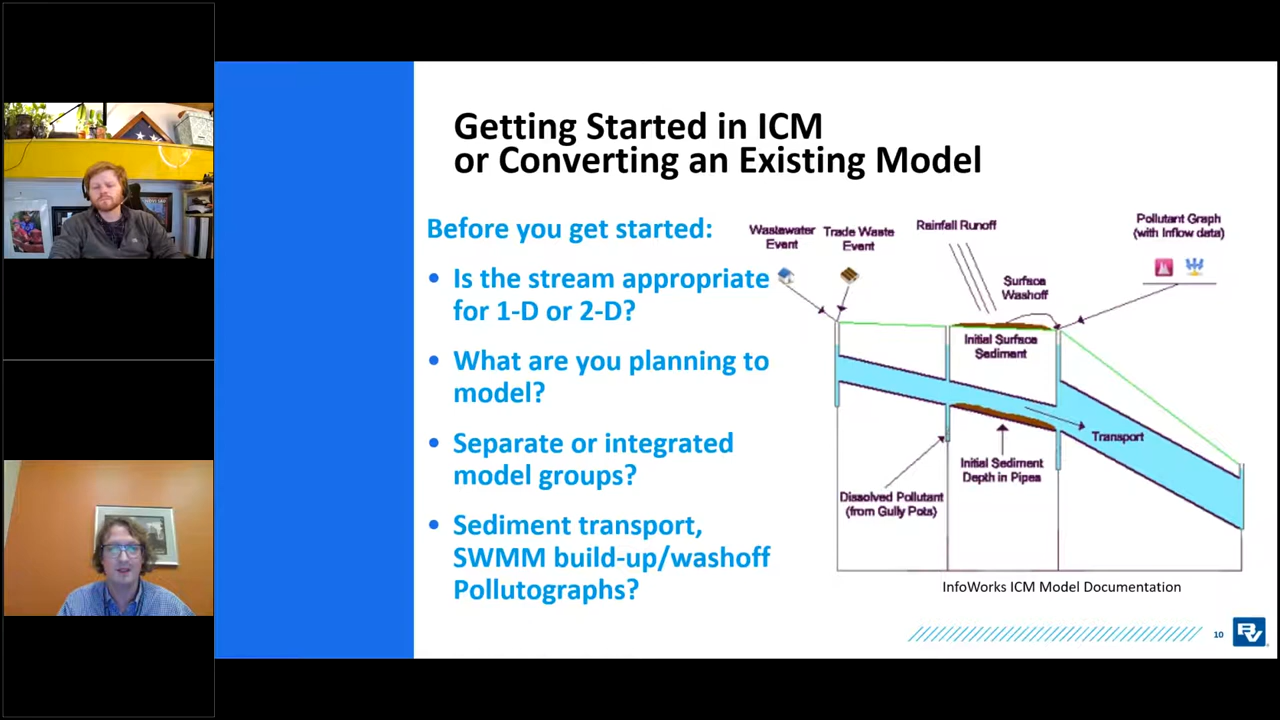 Getting Started in ICM
or Converting an Existing Model
Before you get started:
• Is the stream appropriate
for 1-D or 2-D?
• What are you planning to
model?
• Separate or integrated
model groups?
• Sediment transport,
SWMM build-up/washoff
Pollutographs?
Wastewater
Event
Trade Waste
Event
Rainfall Runoff
Pollutant Graph
(with Inflow data)
Surface
Washoff
Initial Surface
Sediment
Transport
Initial Sediment
Depth in Pipes
Dissolved Pollutant
(from Gully Pots)
InfoWorks ICM Model Documentation
10
BV